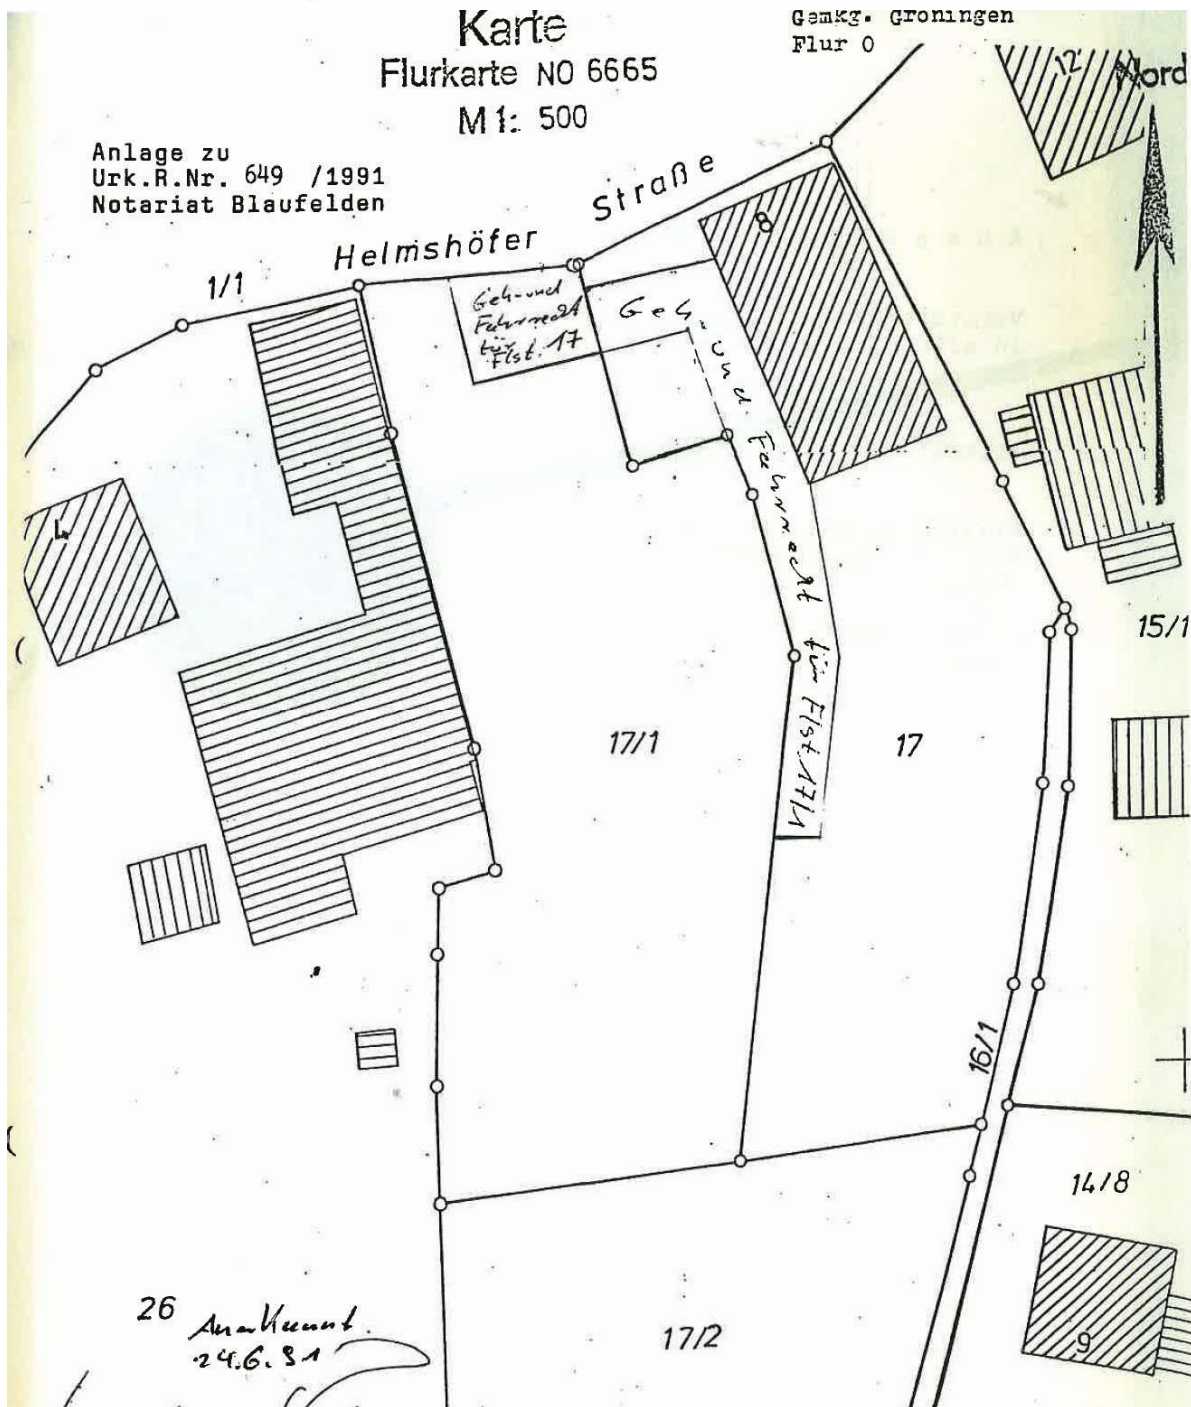 Karte
Flurkarte NO 6665
M 1: 500
Gemkg. Gröningen
Flur 0
Nord
Anlage zu
Urk.R.Nr. 649 /1991
Notariat Blaufelden
Helmshöfer Straße
1/1
12
8
Geh- und
Fahrrecht
für
Flst. 17
Geh- und Fahrrecht für Flst. 17/1
4
15/1
17/1
17
16/1
14/8
26
Anerkannt
24.6.91
17/2
9